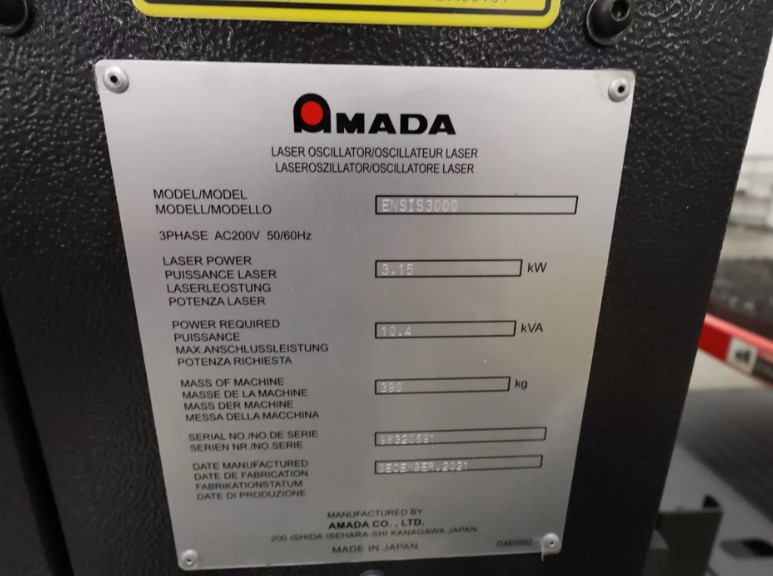 AMADA
LASER OSCILLATOR/OSCILLATEUR LASER
LASEROSZILLATOR/OSCILLATORE LASER
MODEL/MODEL
MODELL/MODELLO
ENSIS3000
3PHASE AC200V 50/60Hz
LASER POWER
PUISSANCE LASER
LASERLEOSTUNG
POTENZA LASER
3.15 kW
POWER REQUIRED
PUISSANCE
MAX.ANSCHLUSSLEISTUNG
POTENZA RICHIESTA
10.4 kVA
MASS OF MACHINE
MASSE DE LA MACHINE
MASS DER MACHINE
MESSA DELLA MACCHINA
390 kg
SERIAL NO./NO.DE SERIE
SERIEN NR./NO.SERIE
DATE MANUFACTURED
DATE DE FABRICATION
FABRIKATIONSTATUM
DATE DI PRODUZIONE
DECEMBER.2021
MANUFACTURED BY
AMADA CO., LTD.
200 ISHIDA ISEHARA-SHI KANAGAWA JAPAN
MADE IN JAPAN